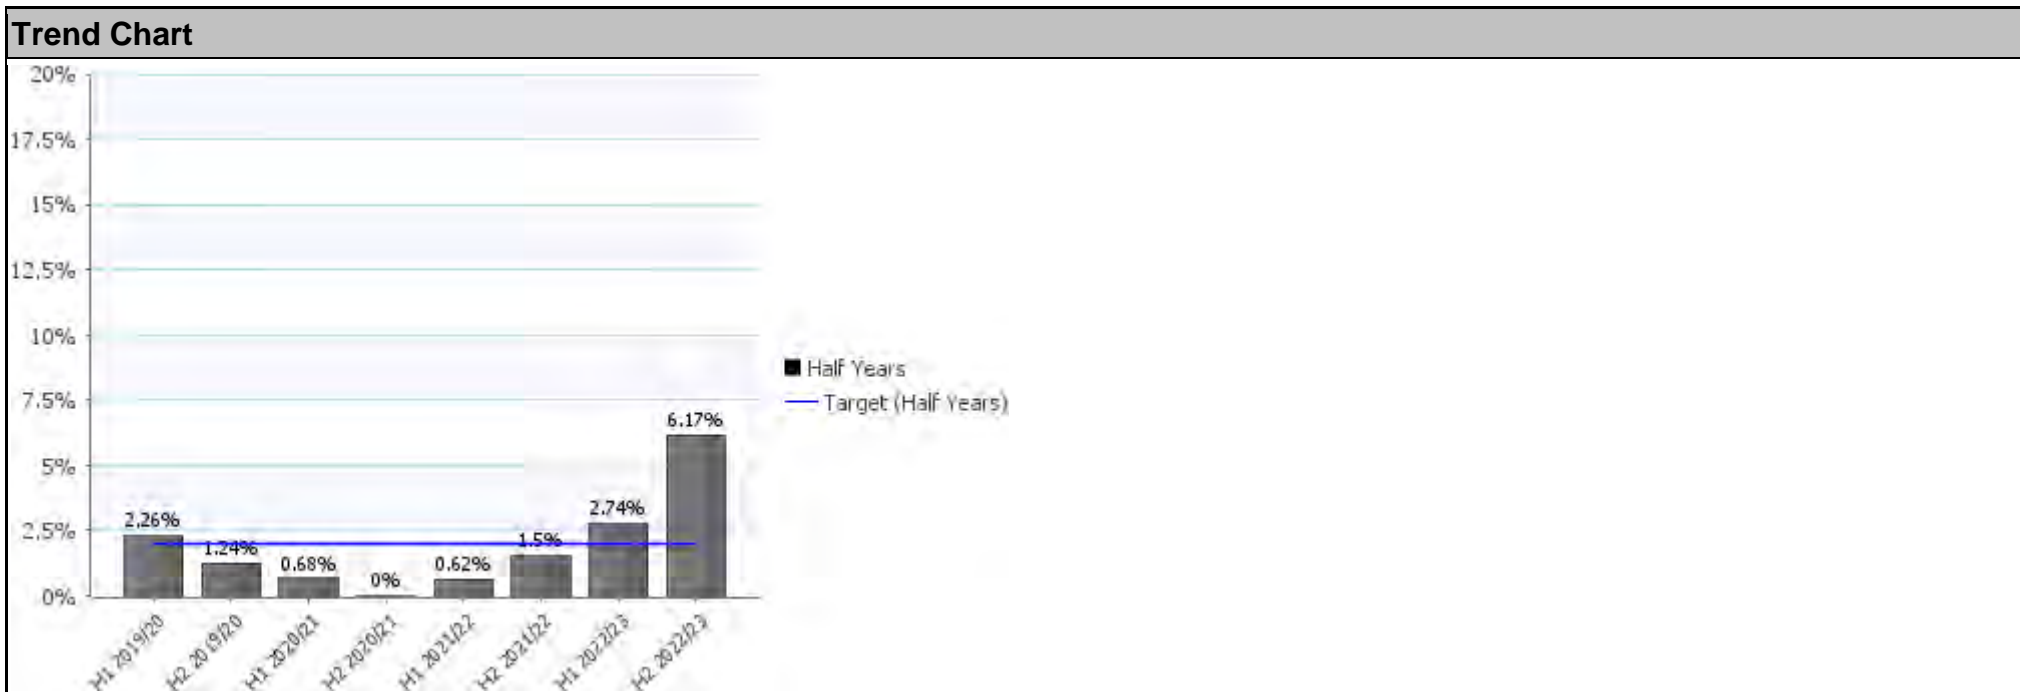 Trend Chart
20%
17.5%
15%
12.5%
10%
7.5%
5%
2.5%
0%
2.26%
1.24%
0.68%
0%
0.62%
1.5%
2.74%
6.17%
H1 2019/20
H2 2019/20
H1 2020/21
H2 2020/21
H1 2021/22
H2 2021/22
H1 2022/23
H2 2022/23
Half Years
Target (Half Years)